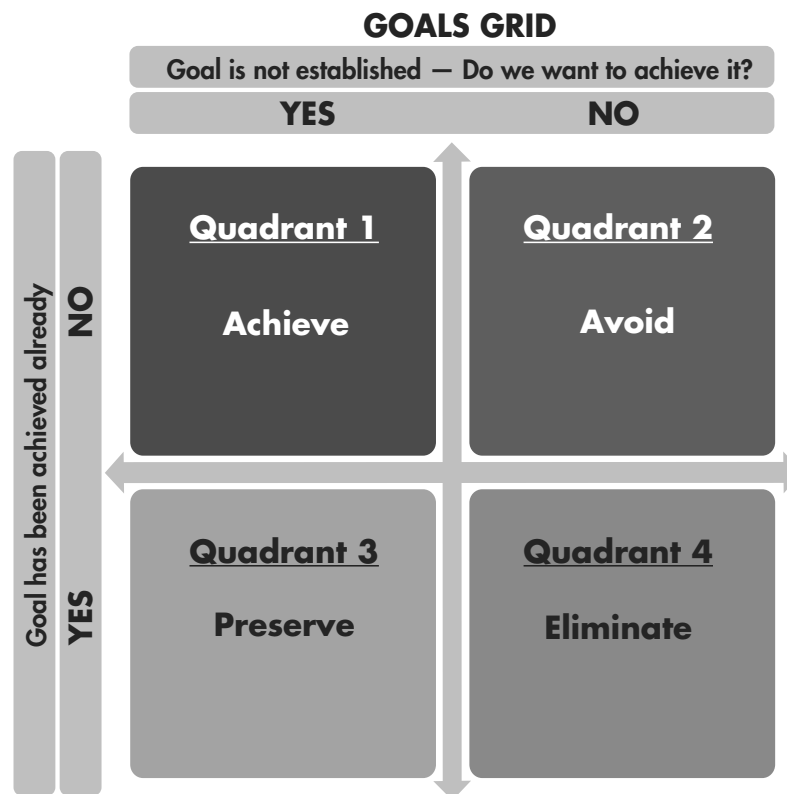 GOALS GRID
Goal is not established — Do we want to achieve it?
YES NO
Goal has been achieved already
NO
YES
Quadrant 1
Achieve
Quadrant 2
Avoid
Quadrant 3
Preserve
Quadrant 4
Eliminate